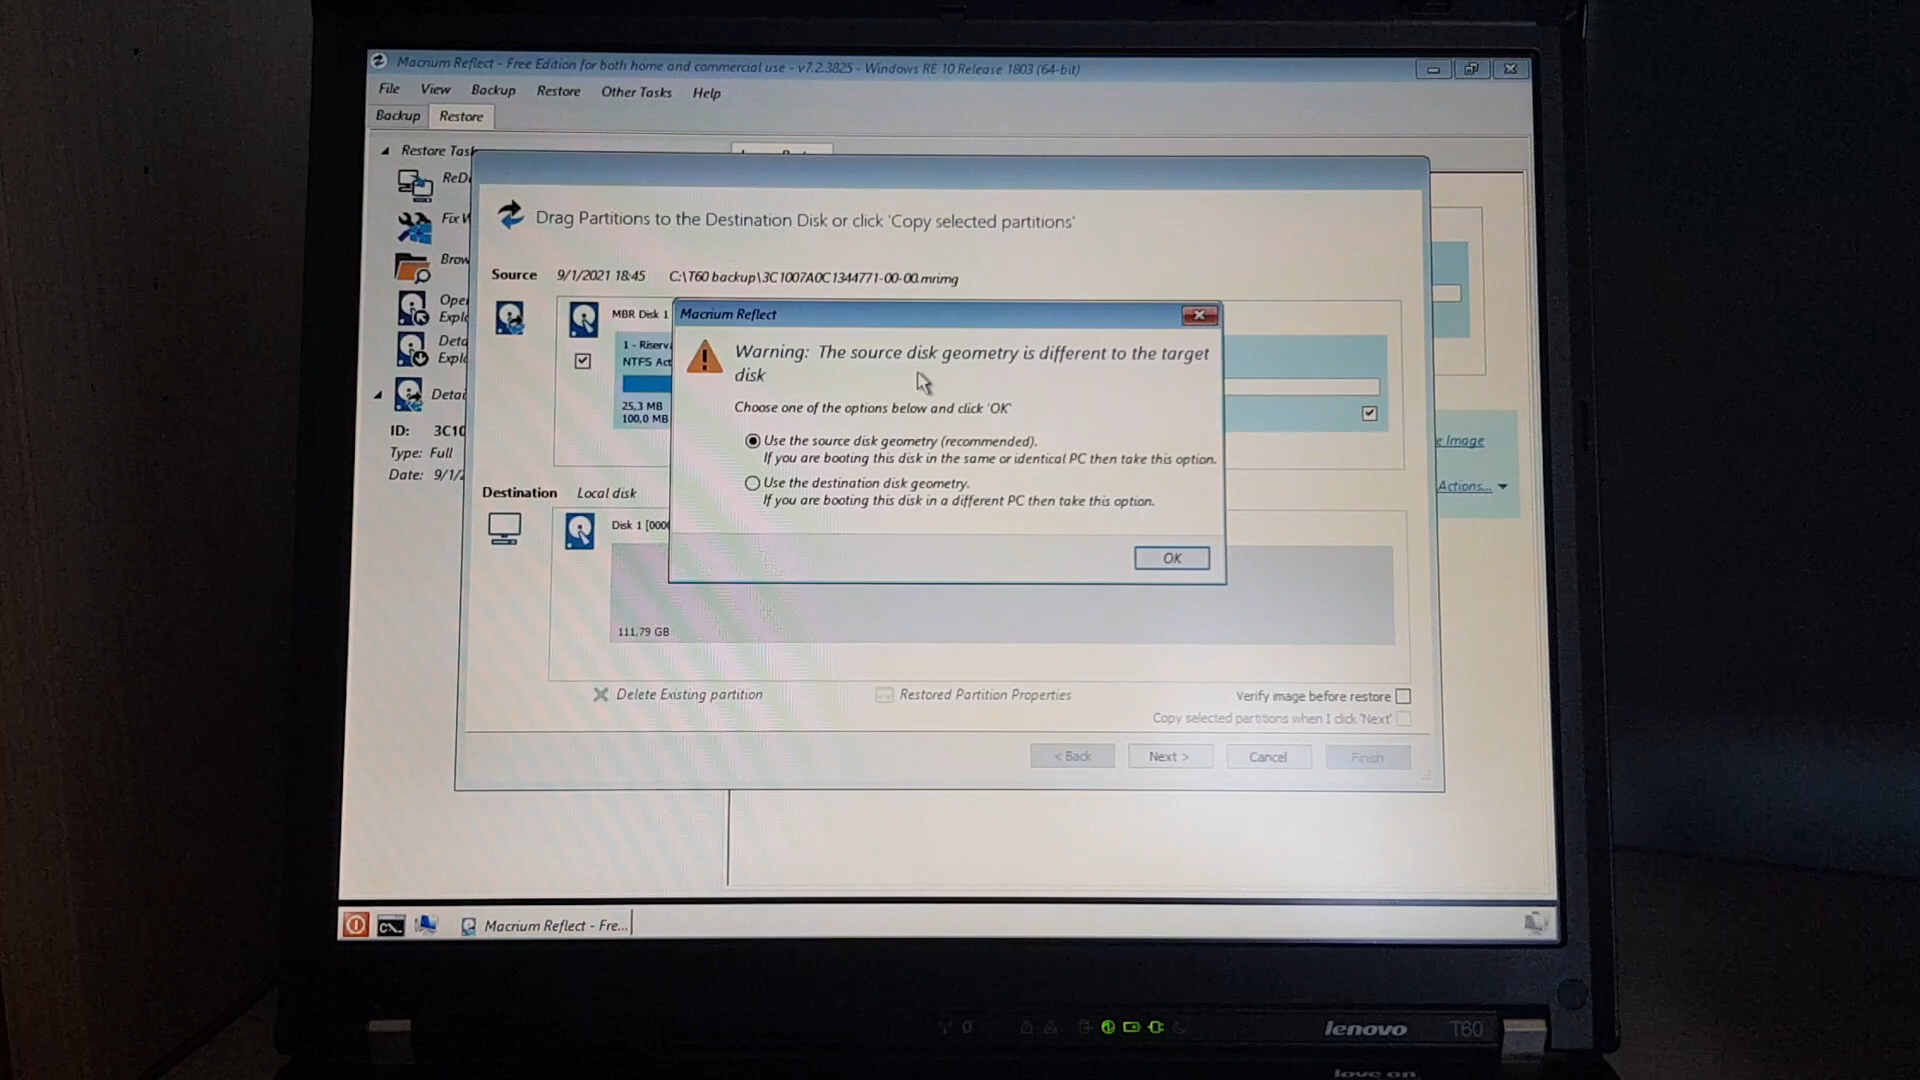 Macrium Reflect - Free Edition for both home and commercial use - v7.2.3825 - Windows RE 10 Release 1803 (64-bit)
File View Backup Restore Other Tasks Help
Backup Restore
Restore Tas
ReD
Fix W
Brow
Ope
Explo
Deta
Explo
Detai
ID: 3C10
Type: Full
Date: 9/1/2
Drag Partitions to the Destination Disk or click 'Copy selected partitions'
Source 9/1/2021 18:45 C:\T60 backup\3C1007A0C1344771-00-00.mrimg
MBR Disk 1
1 - Riserva
NTFS Act
25,3 MB
100,0 MB
Macrium Reflect
Warning: The source disk geometry is different to the target
disk
Choose one of the options below and click 'OK'
Use the source disk geometry (recommended).
If you are booting this disk in the same or identical PC then take this option.
Use the destination disk geometry.
If you are booting this disk in a different PC then take this option.
OK
e Image
Actions...
Destination Local disk
Disk 1 [000
111,79 GB
Delete Existing partition
Restored Partition Properties
Verify image before restore
Copy selected partitions when I click 'Next'
< Back
Next >
Cancel
Finish
C:\.
Macrium Reflect - Fre...
lenovo T60